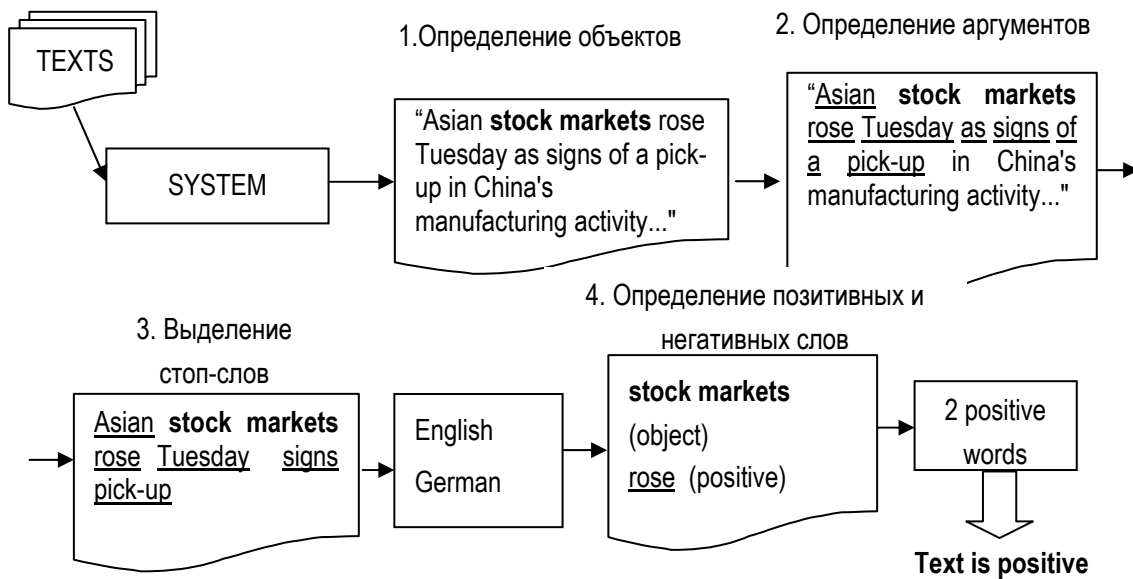 TEXTS
SYSTEM
1.Определение объектов
“Asian stock markets rose
Tuesday as signs of a pick-
up in China's
manufacturing activity..."
2. Определение аргументов
“Asian stock markets
rose Tuesday as signs of
a pick-up in China's
manufacturing activity..."
3. Выделение
стоп-слов
Asian stock markets
rose Tuesday signs
pick-up
English
German
4. Определение позитивных и
негативных слов
stock markets
(object)
rose (positive)
2 positive
words
Text is positive